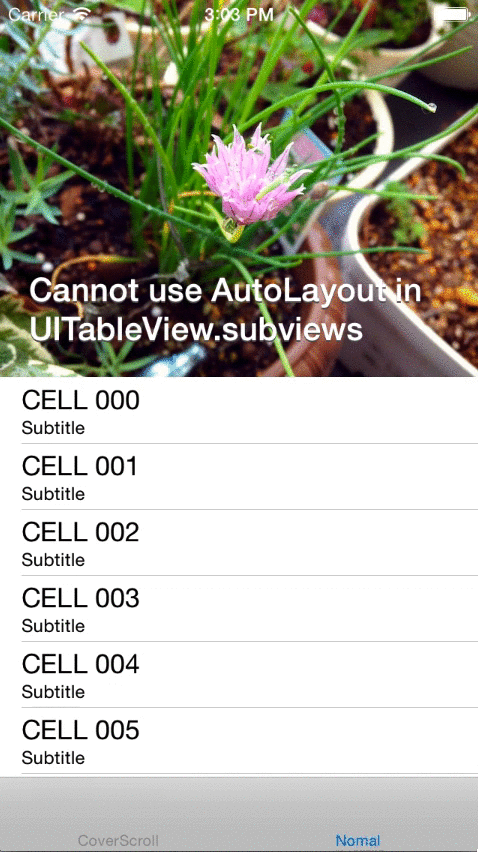 Carrier 3:03 PM
Cannot use AutoLayout in
UITableView.subviews
CELL 000
Subtitle
CELL 001
Subtitle
CELL 002
Subtitle
CELL 003
Subtitle
CELL 004
Subtitle
CELL 005
Subtitle
CoverScroll Nomal